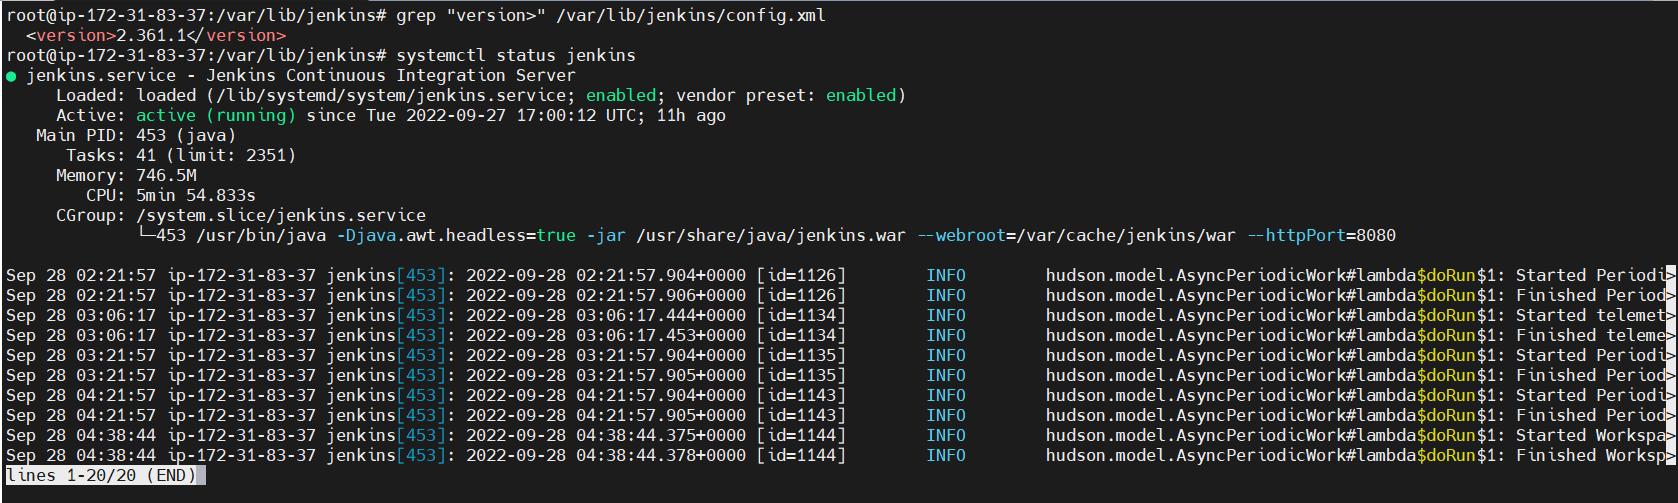 root@ip-172-31-83-37:/var/lib/jenkins# grep "version>" /var/lib/jenkins/config.xml
  <version>2.361.1</version>
root@ip-172-31-83-37:/var/lib/jenkins# systemctl status jenkins
● jenkins.service - Jenkins Continuous Integration Server
     Loaded: loaded (/lib/systemd/system/jenkins.service; enabled; vendor preset: enabled)
     Active: active (running) since Tue 2022-09-27 17:00:12 UTC; 11h ago
   Main PID: 453 (java)
      Tasks: 41 (limit: 2351)
     Memory: 746.5M
        CPU: 5min 54.833s
     CGroup: /system.slice/jenkins.service
             └─453 /usr/bin/java -Djava.awt.headless=true -jar /usr/share/java/jenkins.war --webroot=/var/cache/jenkins/war --httpPort=8080
Sep 28 02:21:57 ip-172-31-83-37 jenkins[453]: 2022-09-28 02:21:57.904+0000 [id=1126]        INFO        hudson.model.AsyncPeriodicWork#lambda$doRun$1: Started Periodi>
Sep 28 02:21:57 ip-172-31-83-37 jenkins[453]: 2022-09-28 02:21:57.906+0000 [id=1126]        INFO        hudson.model.AsyncPeriodicWork#lambda$doRun$1: Finished Period>
Sep 28 03:06:17 ip-172-31-83-37 jenkins[453]: 2022-09-28 03:06:17.444+0000 [id=1134]        INFO        hudson.model.AsyncPeriodicWork#lambda$doRun$1: Started telemet>
Sep 28 03:06:17 ip-172-31-83-37 jenkins[453]: 2022-09-28 03:06:17.453+0000 [id=1134]        INFO        hudson.model.AsyncPeriodicWork#lambda$doRun$1: Finished teleme>
Sep 28 03:21:57 ip-172-31-83-37 jenkins[453]: 2022-09-28 03:21:57.904+0000 [id=1135]        INFO        hudson.model.AsyncPeriodicWork#lambda$doRun$1: Started Periodi>
Sep 28 03:21:57 ip-172-31-83-37 jenkins[453]: 2022-09-28 03:21:57.905+0000 [id=1135]        INFO        hudson.model.AsyncPeriodicWork#lambda$doRun$1: Finished Period>
Sep 28 04:21:57 ip-172-31-83-37 jenkins[453]: 2022-09-28 04:21:57.904+0000 [id=1143]        INFO        hudson.model.AsyncPeriodicWork#lambda$doRun$1: Started Periodi>
Sep 28 04:21:57 ip-172-31-83-37 jenkins[453]: 2022-09-28 04:21:57.905+0000 [id=1143]        INFO        hudson.model.AsyncPeriodicWork#lambda$doRun$1: Finished Period>
Sep 28 04:38:44 ip-172-31-83-37 jenkins[453]: 2022-09-28 04:38:44.375+0000 [id=1144]        INFO        hudson.model.AsyncPeriodicWork#lambda$doRun$1: Started Workspa>
Sep 28 04:38:44 ip-172-31-83-37 jenkins[453]: 2022-09-28 04:38:44.378+0000 [id=1144]        INFO        hudson.model.AsyncPeriodicWork#lambda$doRun$1: Finished Worksp>
lines 1-20/20 (END)